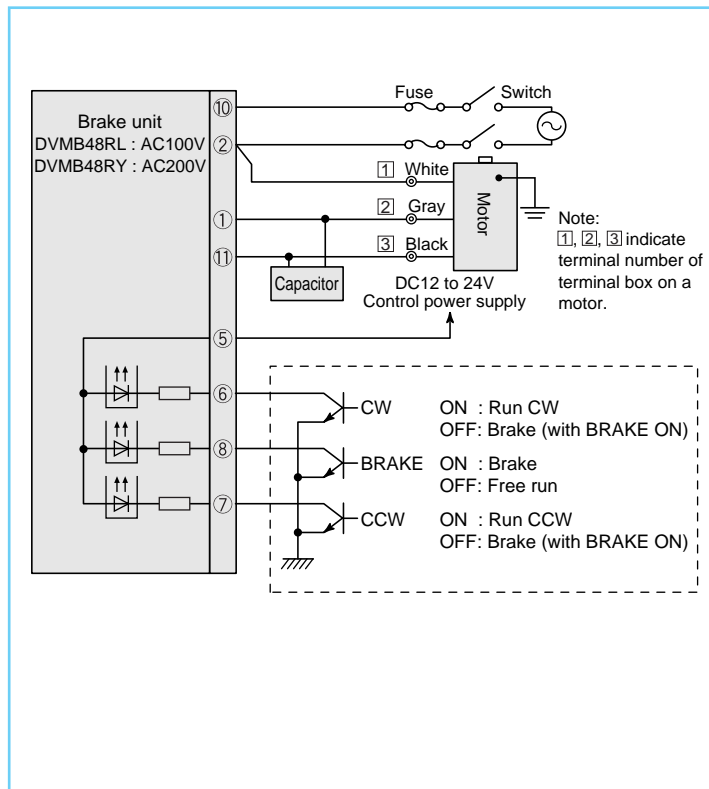 Fuse
Switch
Brake unit
DVMB48RL : AC100V
DVMB48RY : AC200V
⑩
②
①
⑪
⑤
⑥
⑧
⑦
1 White
2 Gray
3 Black
Motor
Capacitor
DC12 to 24V
Control power supply
Note:
1, 2, 3 indicate
terminal number of
terminal box on a
motor.
CW ON : Run CW
OFF: Brake (with BRAKE ON)
BRAKE ON : Brake
OFF: Free run
CCW ON : Run CCW
OFF: Brake (with BRAKE ON)